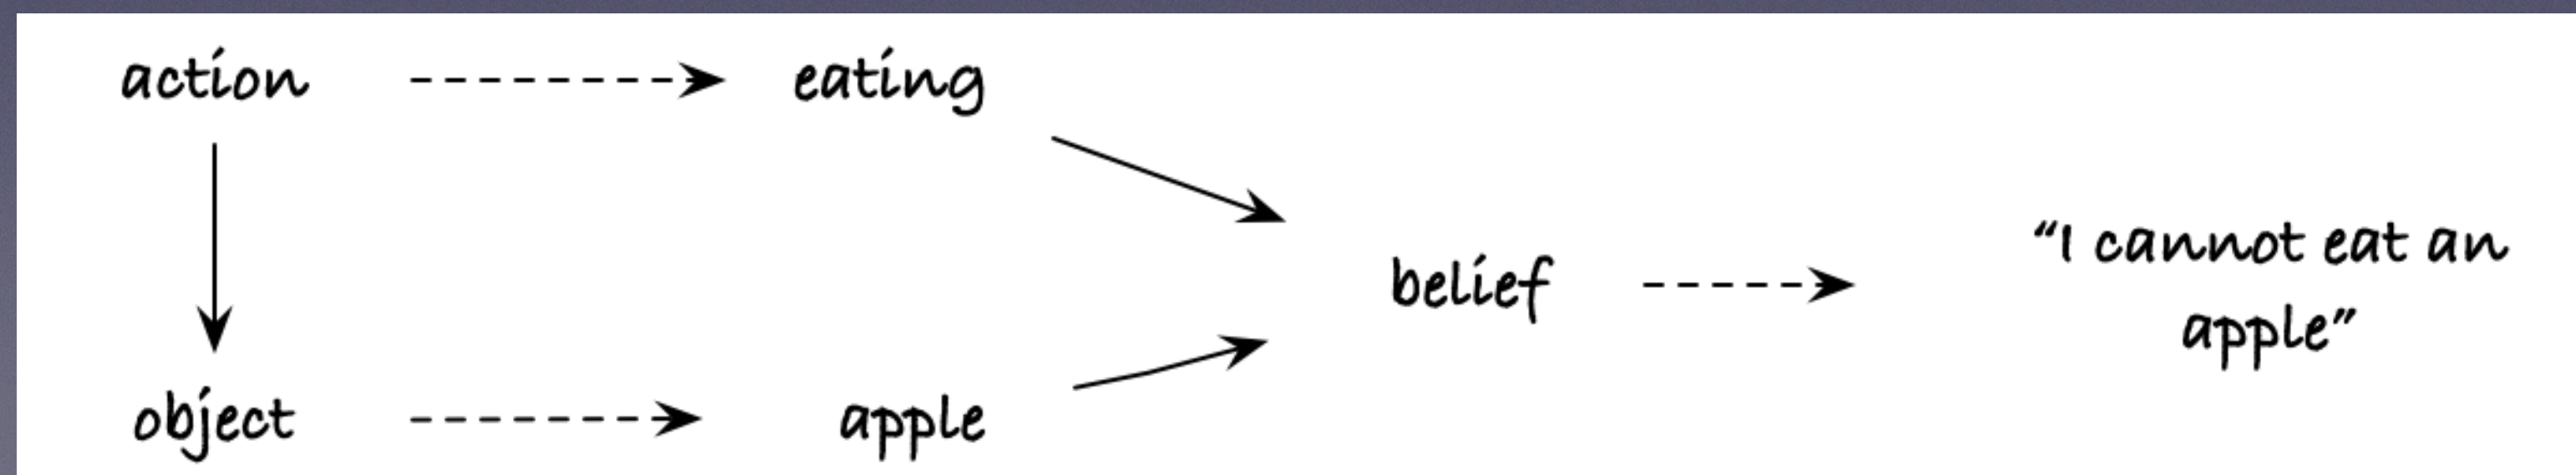 action
eating
object
apple
belief
“I cannot eat an
apple”